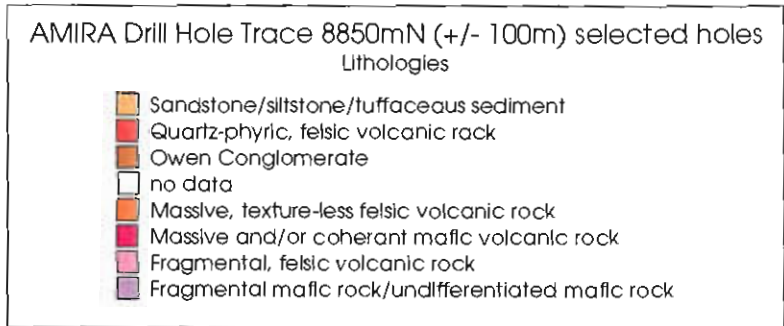 AMIRA Drill Hole Trace 8850mN (+/- 100m) selected holes
Lithologies
Sandstone/siltstone/tuffaceous sediment
Quartz-phyric, felsic volcanic rock
Owen Conglomerate
no data
Massive, texture-less felsic volcanic rock
Massive and/or coherant mafic volcanic rock
Fragmental, felsic volcanic rock
Fragmental mafic rock/undifferentiated mafic rock